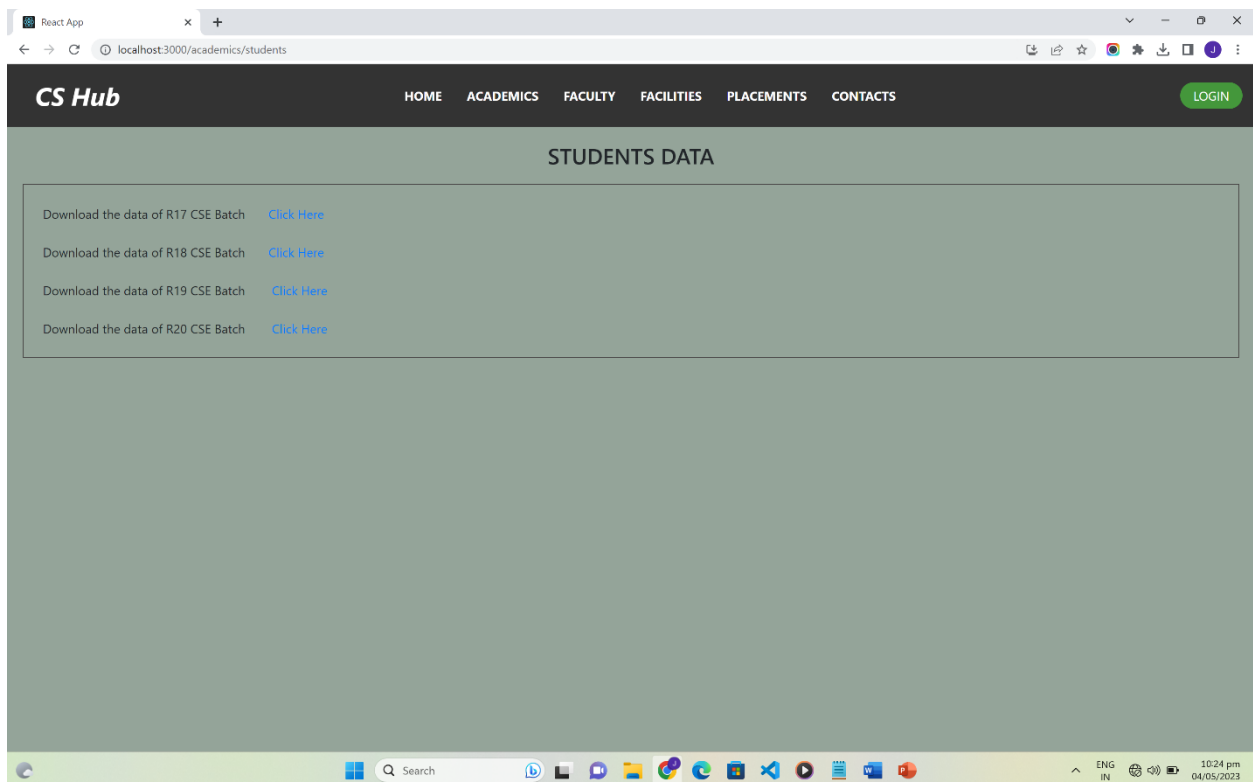 React App
localhost:3000/academics/students
J
CS Hub
HOME ACADEMICS FACULTY FACILITIES PLACEMENTS CONTACTS
LOGIN
STUDENTS DATA
Download the data of R17 CSE Batch Click Here
Download the data of R18 CSE Batch Click Here
Download the data of R19 CSE Batch Click Here
Download the data of R20 CSE Batch Click Here
Search
ENG
IN
10:24 pm
04/05/2023